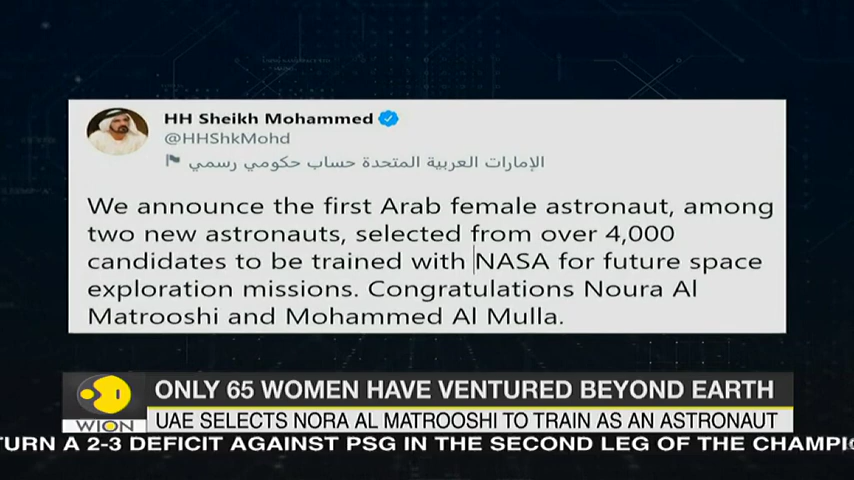 HH Sheikh Mohammed
@HHShkMohd
الإمارات العربية المتحدة حساب حكومي رسمي
We announce the first Arab female astronaut, among
two new astronauts, selected from over 4,000
candidates to be trained with NASA for future space
exploration missions. Congratulations Noura Al
Matrooshi and Mohammed Al Mulla.
ONLY 65 WOMEN HAVE VENTURED BEYOND EARTH
UAE SELECTS NORA AL MATROOSHI TO TRAIN AS AN ASTRONAUT
WION
TURN A 2-3 DEFICIT AGAINST PSG IN THE SECOND LEG OF THE CHAMPIO